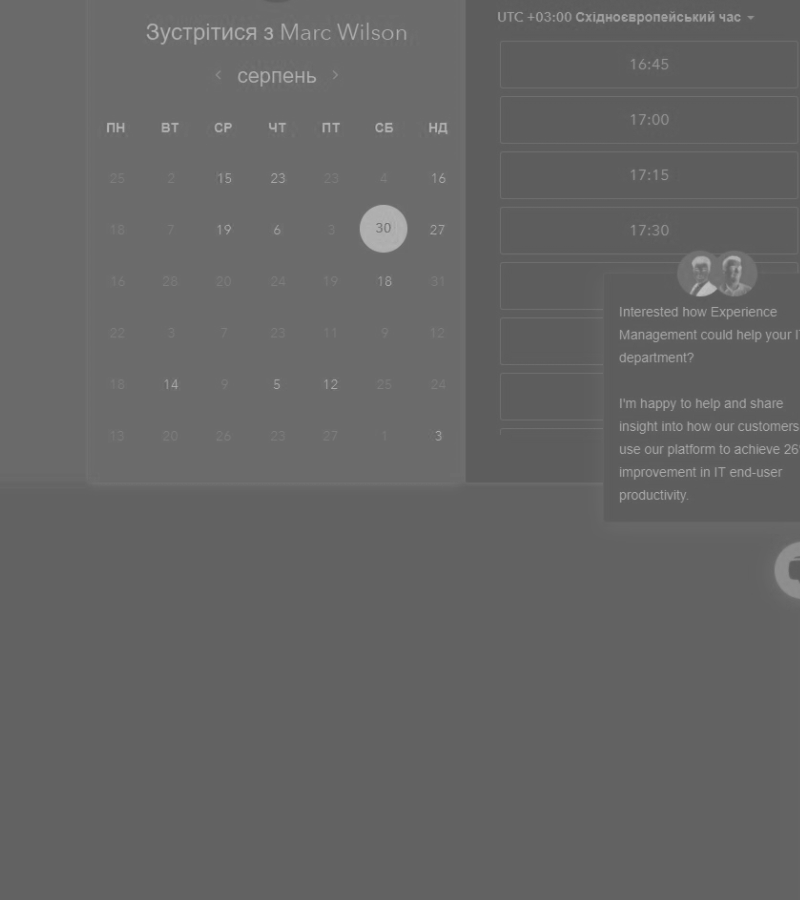 Зустрітися з Marc Wilson
серпень
ПН ВТ СР ЧТ ПТ СБ НД
25 2 15 23 23 4 16
18 7 19 6 3 30 27
16 28 20 24 19 18 31
22 3 7 23 11 9 12
18 14 9 5 12 25 24
13 20 26 23 27 1 3
UTC +03:00 Східноєвропейський час
16:45
17:00
17:15
17:30
Interested how Experience
Management could help your
department?
I'm happy to help and share
insight into how our customers
use our platform to achieve
improvement in IT end-user
productivity.